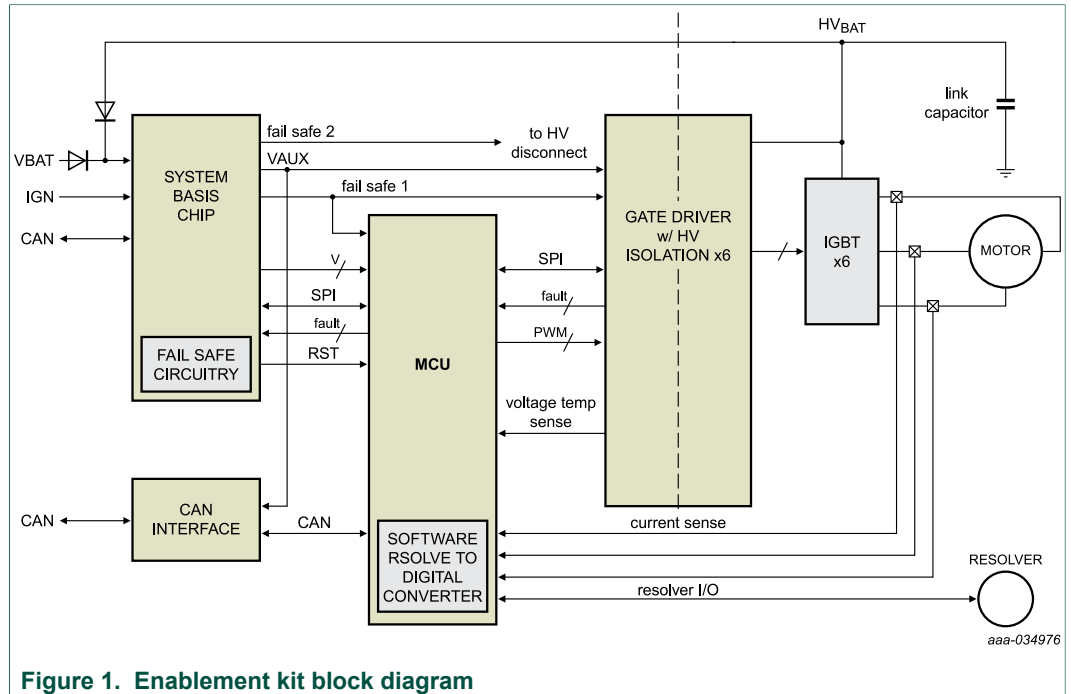 HVBAT
link
capacitor
fail safe 2
to HV
disconnect
VBAT
VAUX
SYSTEM
BASIS
CHIP
IGN
fail safe 1
CAN
GATE DRIVER
w/ HV
ISOLATION x6
IGBT
x6
MOTOR
V
SPI
SPI
fault
fault
FAIL SAFE
CIRCUITRY
RST
MCU
PWM
voltage temp
sense
CAN
CAN
INTERFACE
CAN
current sense
SOFTWARE
RSOLVE TO
DIGITAL
CONVERTER
RESOLVER
resolver I/O
aaa-034976
Figure 1. Enablement kit block diagram